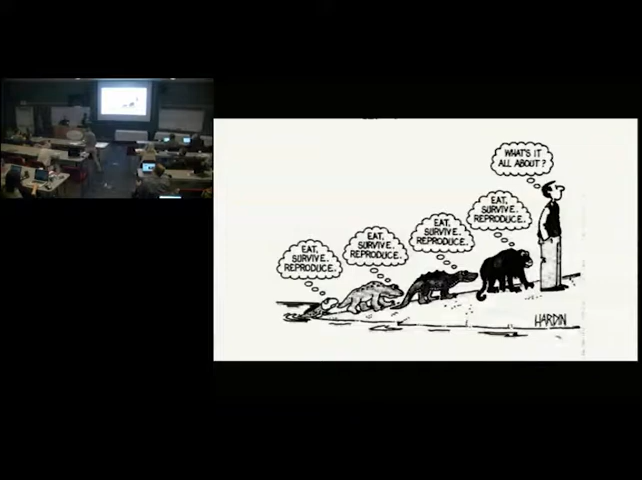 WHAT'S IT
ALL ABOUT?
EAT,
SURVIVE,
REPRODUCE.
EAT,
SURVIVE,
REPRODUCE.
EAT,
SURVIVE,
REPRODUCE.
EAT,
SURVIVE,
REPRODUCE.
HARDIN